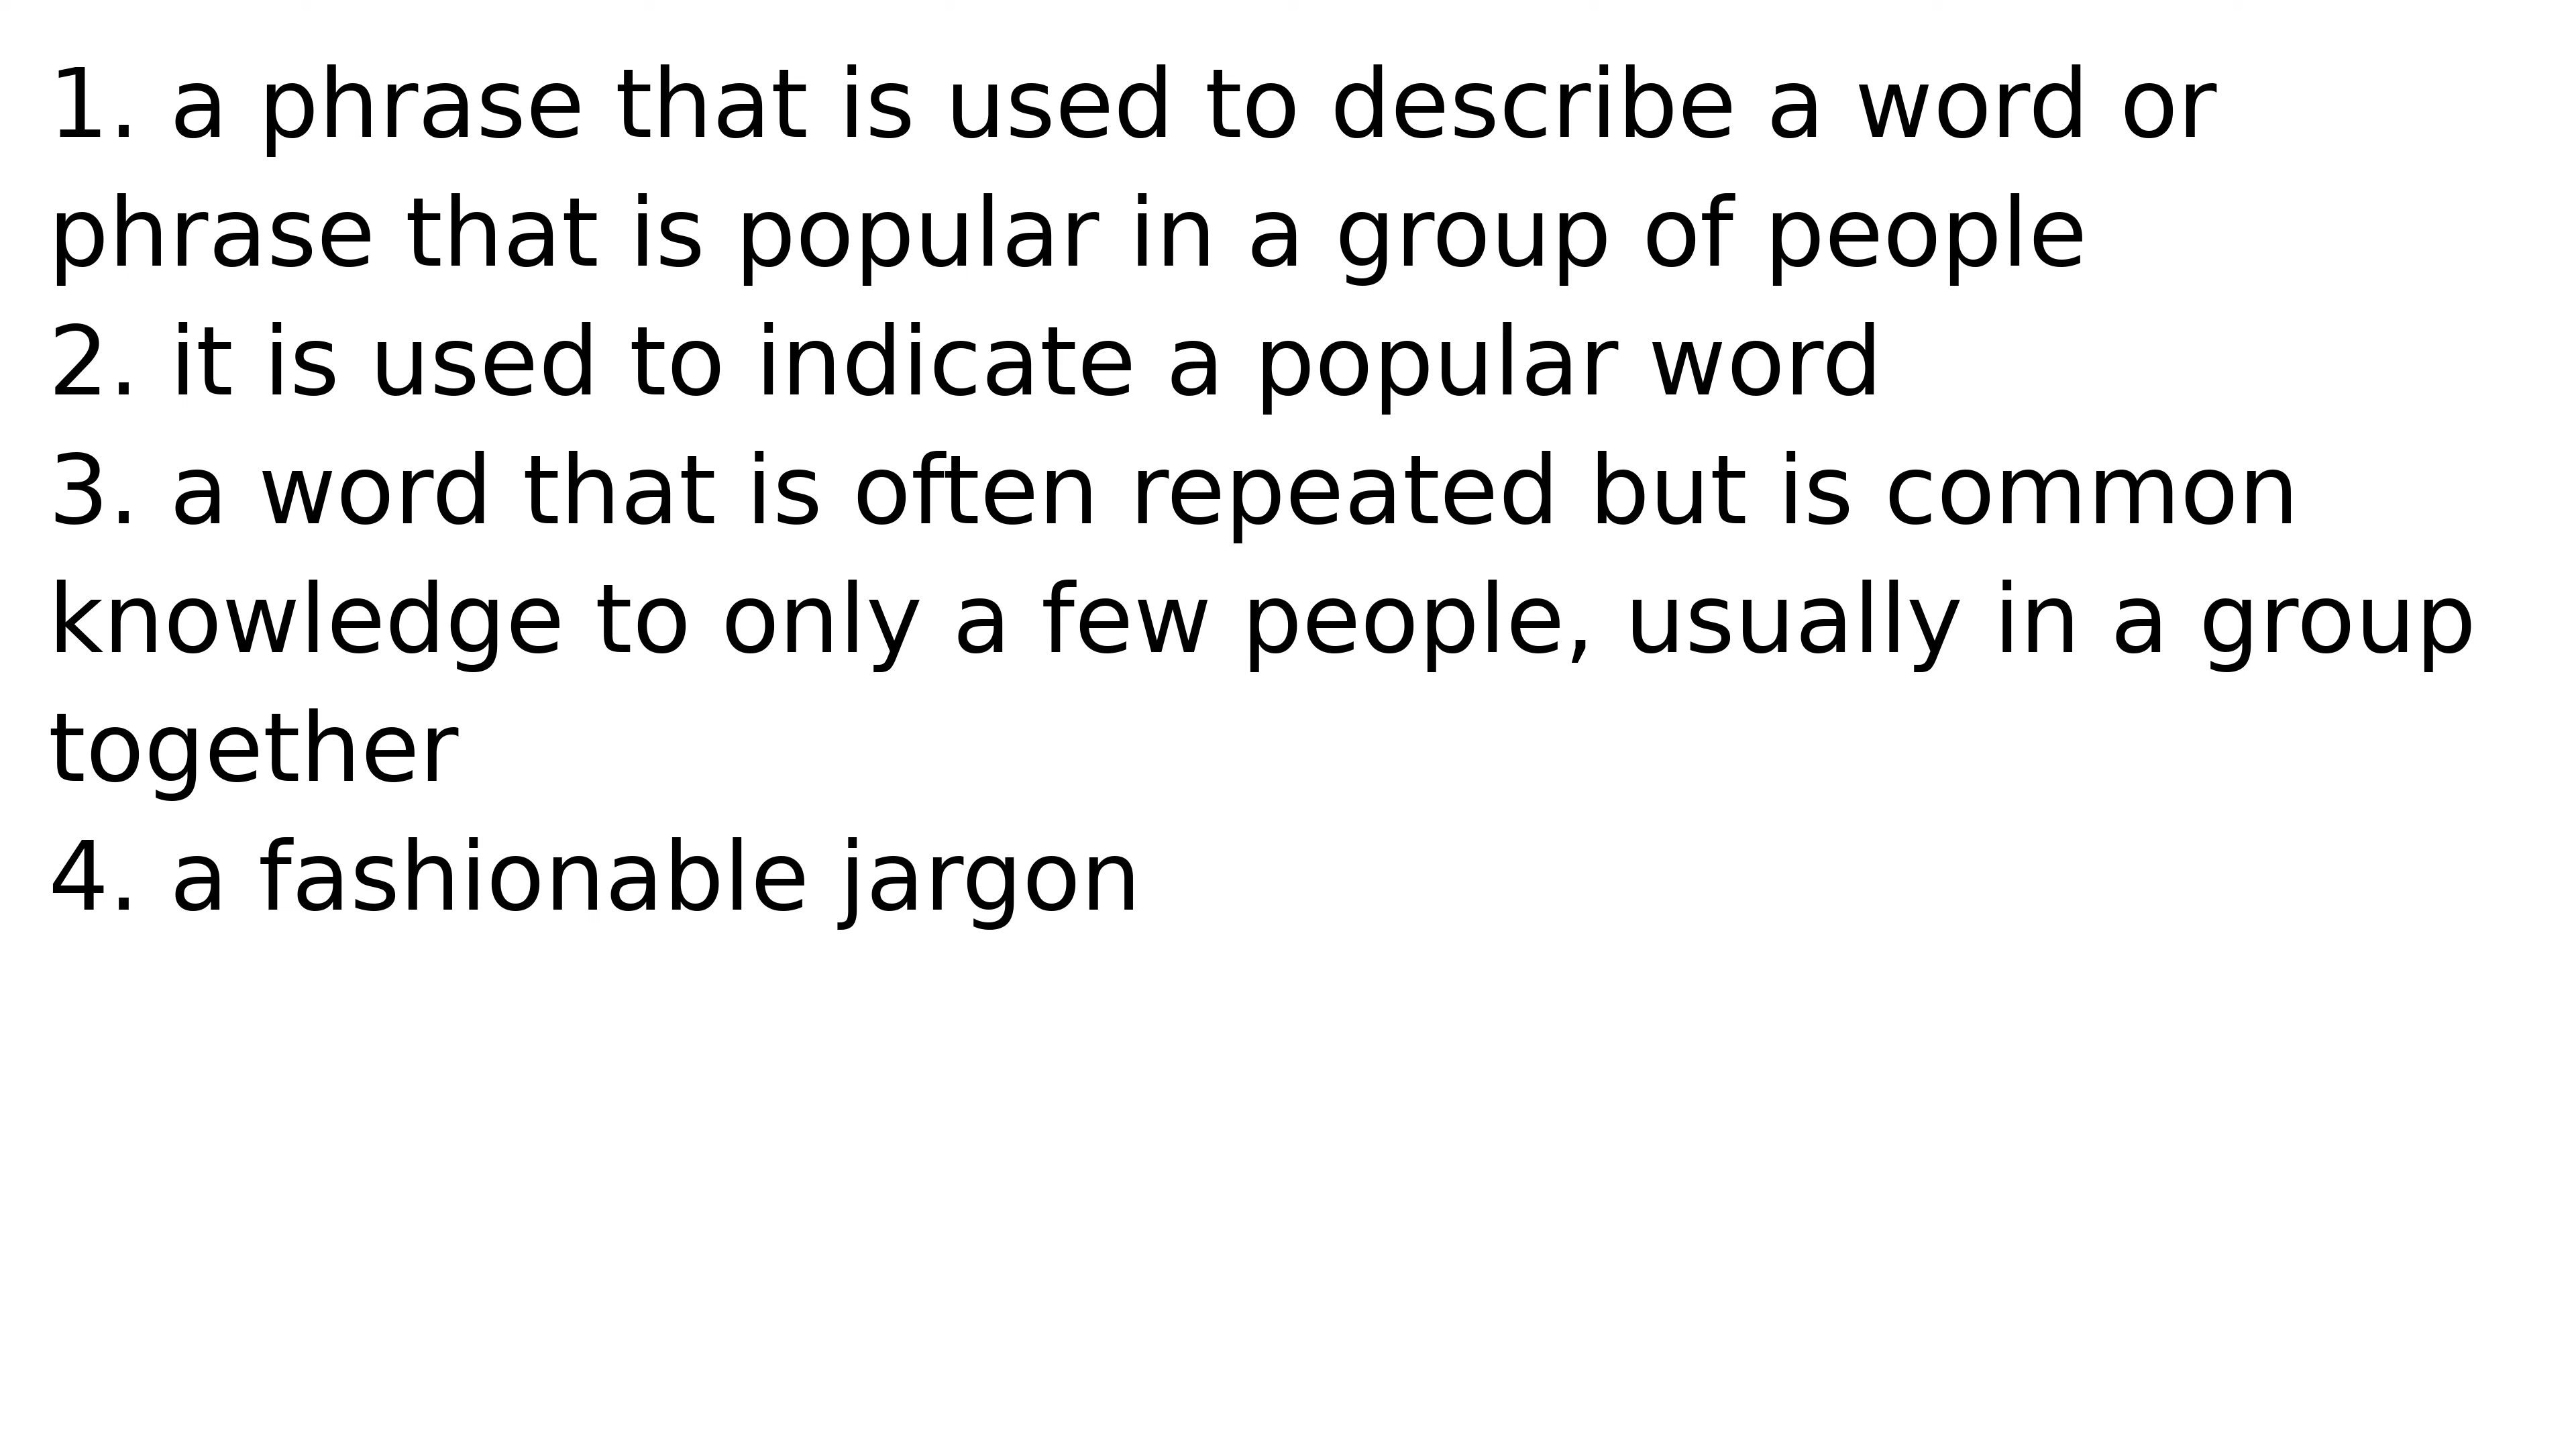 1. a phrase that is used to describe a word or
phrase that is popular in a group of people
2. it is used to indicate a popular word
3. a word that is often repeated but is common
knowledge to only a few people, usually in a group
together
4. a fashionable jargon